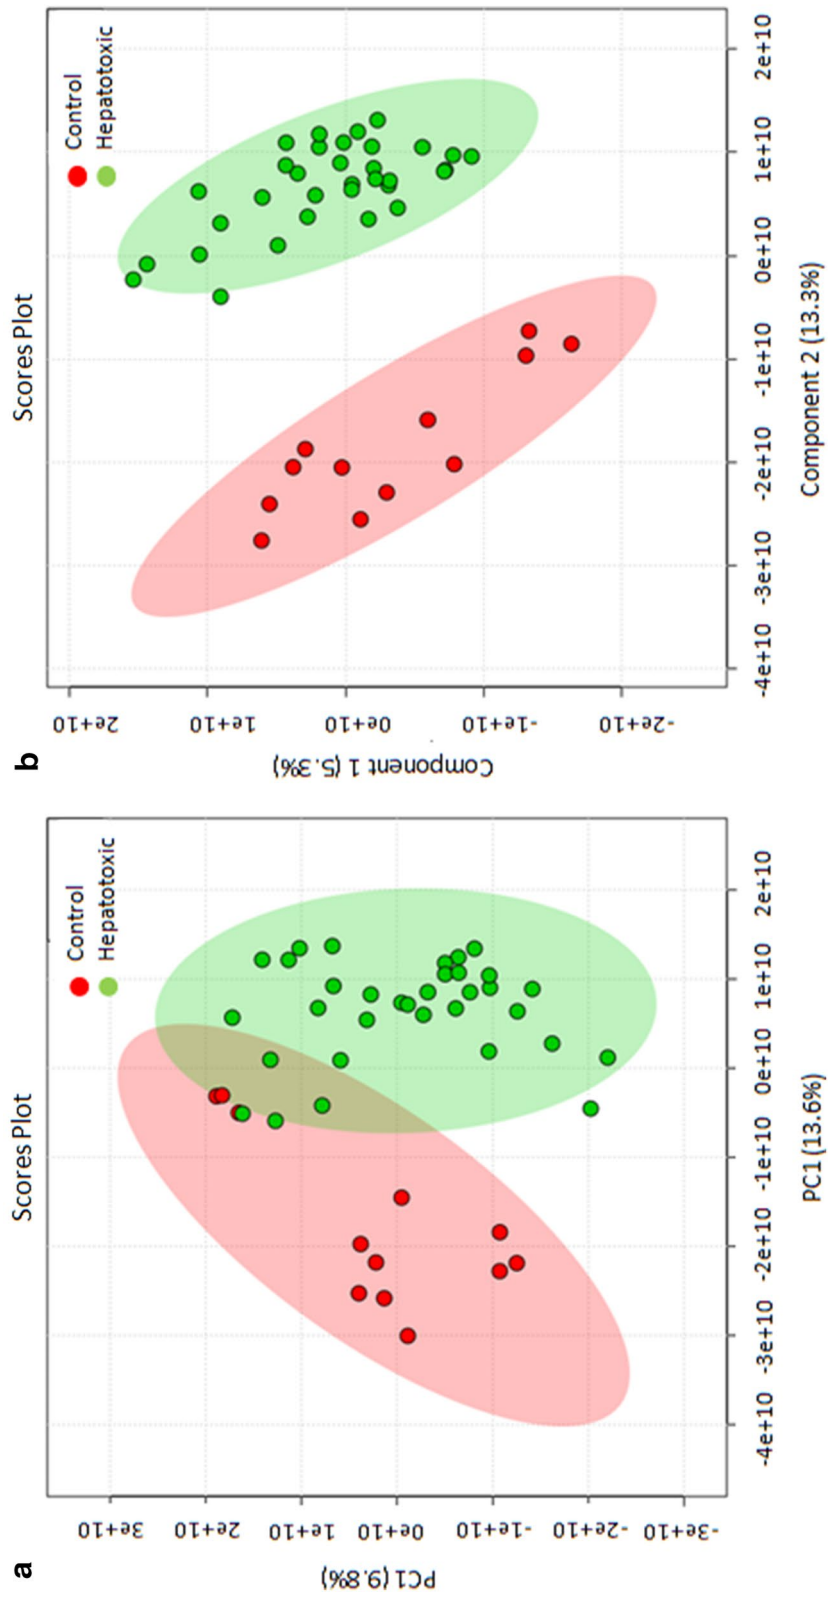 a
Scores Plot
Control
Hepatotoxic
3e+10
2e+10
1e+10
0e+10
-1e+10
-2e+10
-3e+10
PC1 (9.8%)
-4e+10 -3e+10 -2e+10 -1e+10 0e+10 1e+10 2e+10
PC1 (13.6%)
b
Scores Plot
Control
Hepatotoxic
2e+10
1e+10
0e+10
-1e+10
-2e+10
Component 1 (5.3%)
-4e+10 -3e+10 -2e+10 -1e+10 0e+10 1e+10 2e+10
Component 2 (13.3%)